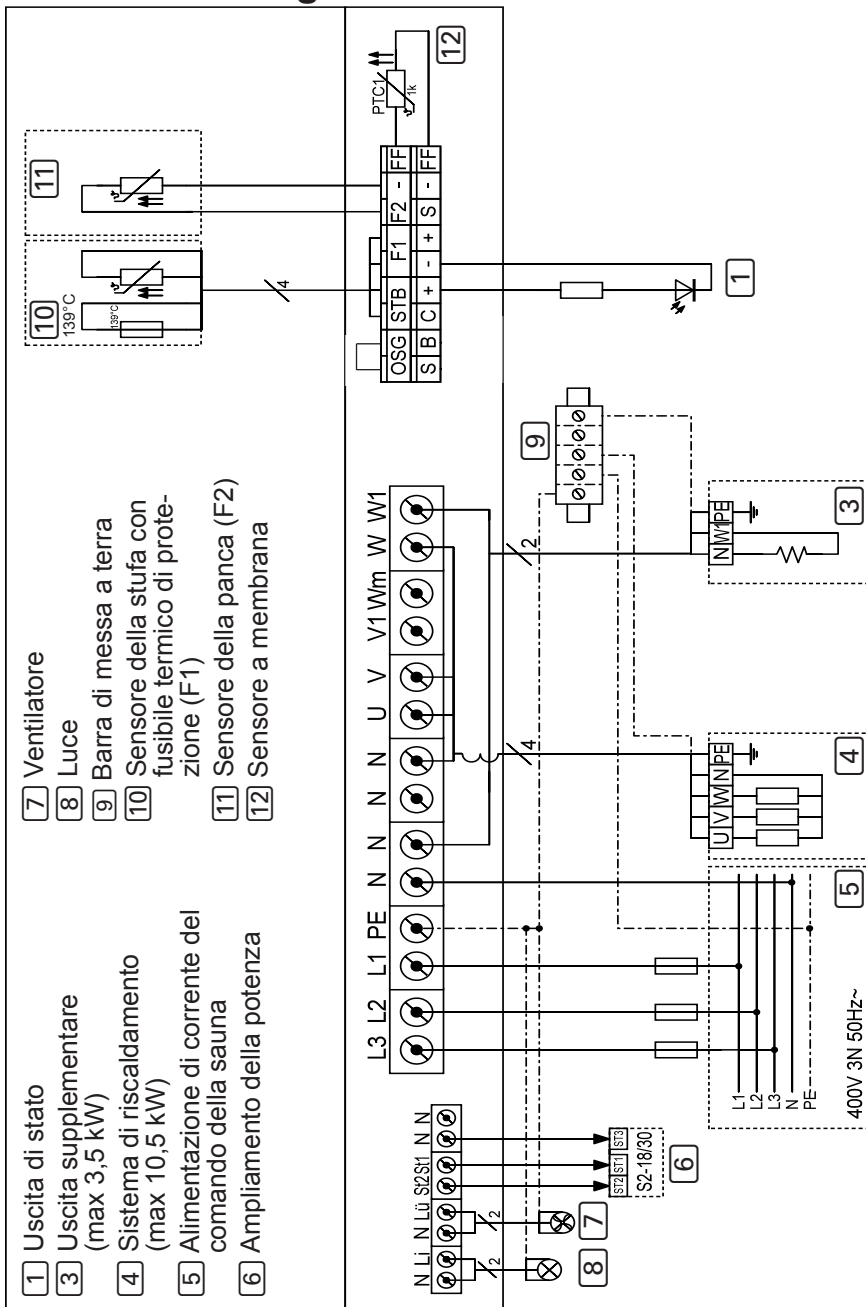 1 Uscita di stato
3 Uscita supplementare
(max 3,5 kW)
4 Sistema di riscaldamento
(max 10,5 kW)
5 Alimentazione di corrente del
comando della sauna
6 Ampliamento della potenza
7 Ventilatore
8 Luce
9 Barra di messa a terra
10 Sensore della stufa con
fusibile termico di prote-
zione (F1)
11 Sensore della panca (F2)
12 Sensore a membrana
10
139°C
139°C
11
12
PTC1
1k
4
OSG STB F1 F2 - FF
S B C + - + S - FF
1
N Li N Lü St2 St1 N N
L3 L2 L1 PE N N N N U V V1 Wm W W1
2
2
4
2
9
8
7
ST2 ST1 ST3
S2-18/30
6
L1
L2
L3
N
PE
400V 3N 50Hz~
5
U V W N PE
4
N W1 PE
3